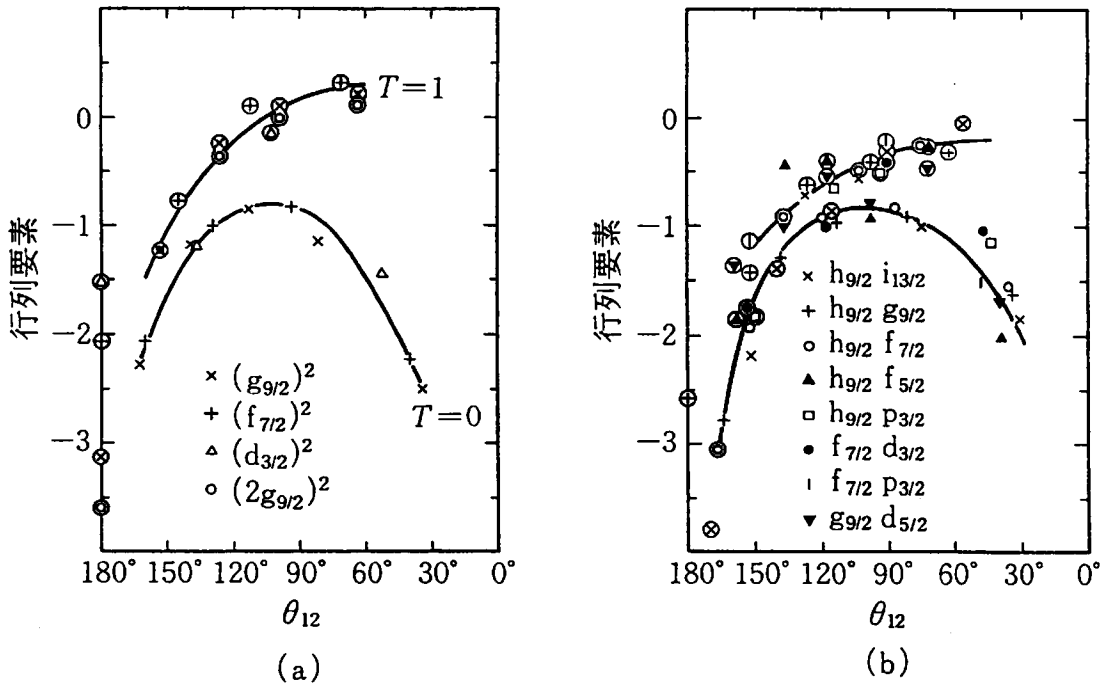 0
−1
−2
−3
行列要素
T=1
T=0
× (g9/2)²
+ (f7/2)²
△ (d3/2)²
○ (2g9/2)²
180° 150° 120° 90° 60° 30° 0°
θ12
(a)
0
−1
−2
−3
行列要素
× h9/2 i13/2
+ h9/2 g9/2
○ h9/2 f7/2
▲ h9/2 f5/2
□ h9/2 p3/2
● f7/2 d3/2
| f7/2 p3/2
▼ g9/2 d5/2
180° 150° 120° 90° 60° 30° 0°
θ12
(b)